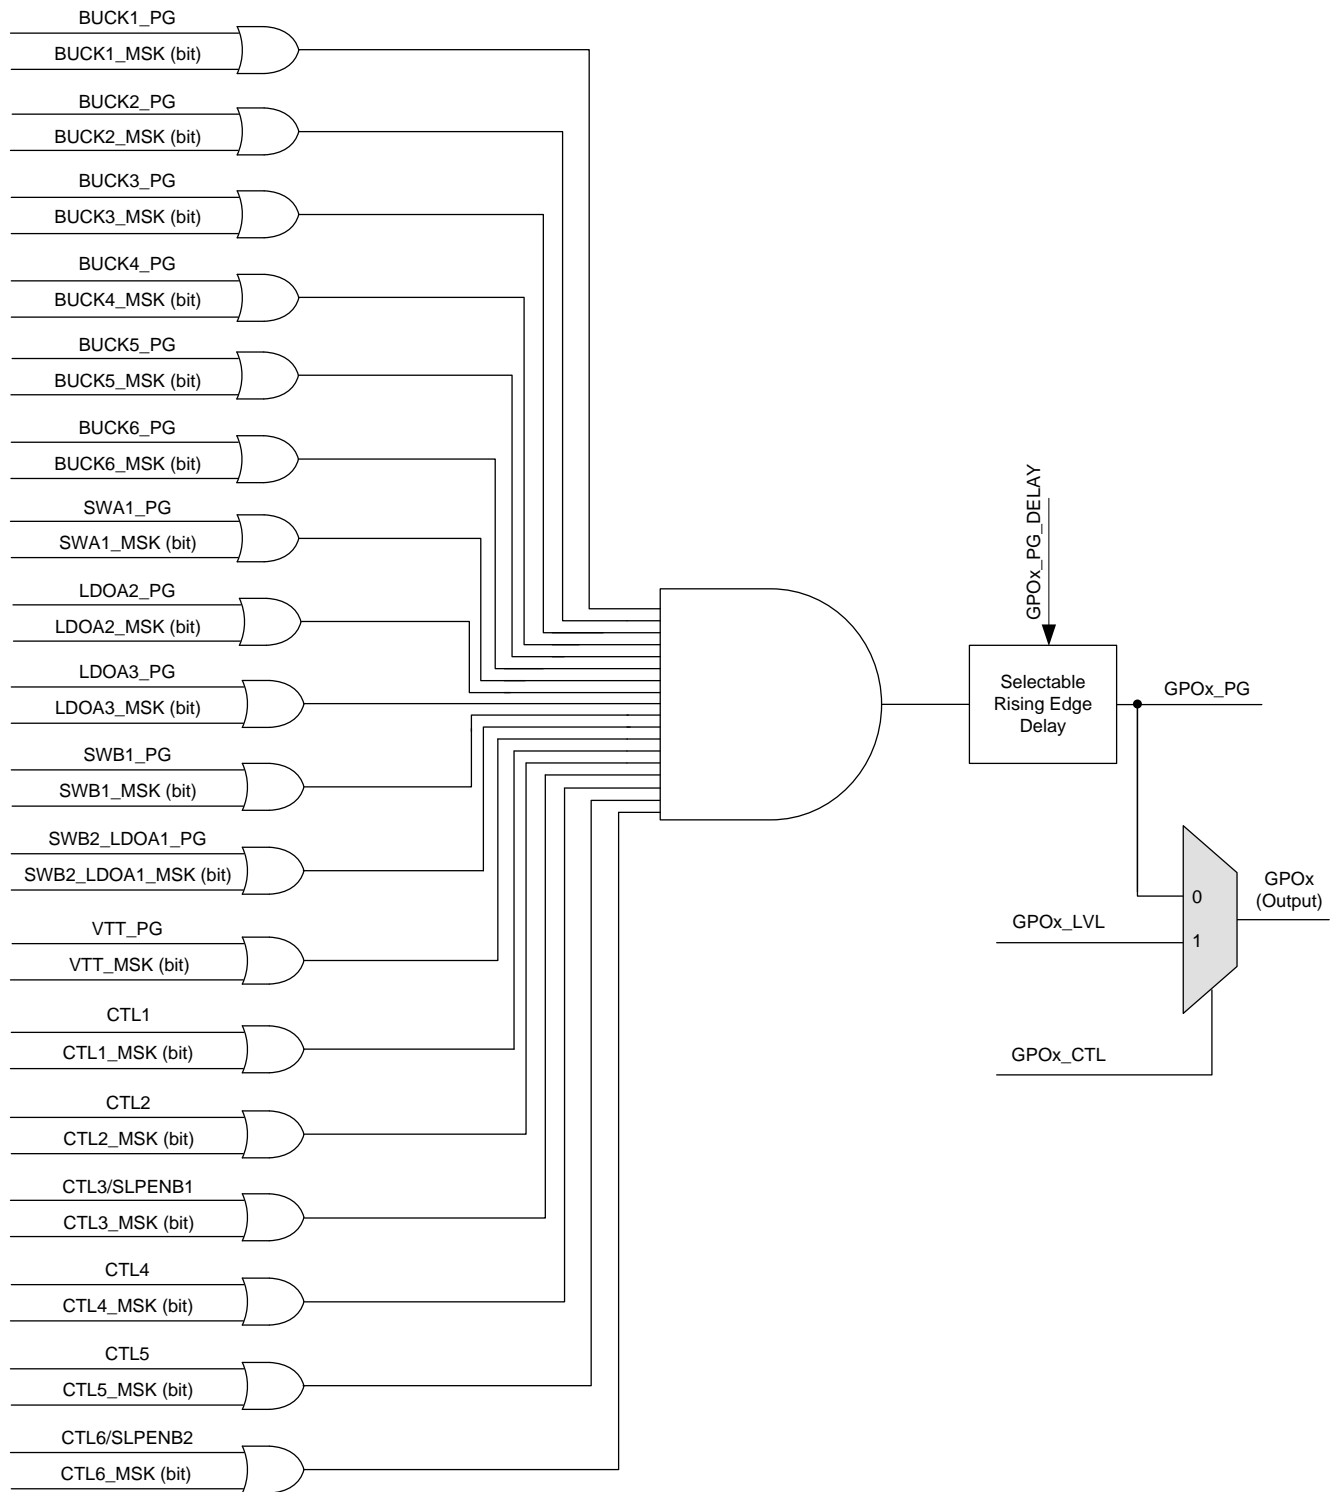 BUCK1_PG
BUCK1_MSK (bit)
BUCK2_PG
BUCK2_MSK (bit)
BUCK3_PG
BUCK3_MSK (bit)
BUCK4_PG
BUCK4_MSK (bit)
BUCK5_PG
BUCK5_MSK (bit)
BUCK6_PG
BUCK6_MSK (bit)
SWA1_PG
SWA1_MSK (bit)
LDOA2_PG
LDOA2_MSK (bit)
LDOA3_PG
LDOA3_MSK (bit)
SWB1_PG
SWB1_MSK (bit)
SWB2_LDOA1_PG
SWB2_LDOA1_MSK (bit)
VTT_PG
VTT_MSK (bit)
CTL1
CTL1_MSK (bit)
CTL2
CTL2_MSK (bit)
CTL3/SLPENB1
CTL3_MSK (bit)
CTL4
CTL4_MSK (bit)
CTL5
CTL5_MSK (bit)
CTL6/SLPENB2
CTL6_MSK (bit)
GPOx_PG_DELAY
Selectable
Rising Edge
Delay
GPOx_PG
GPOx_LVL
0
1
GPOx
(Output)
GPOx_CTL